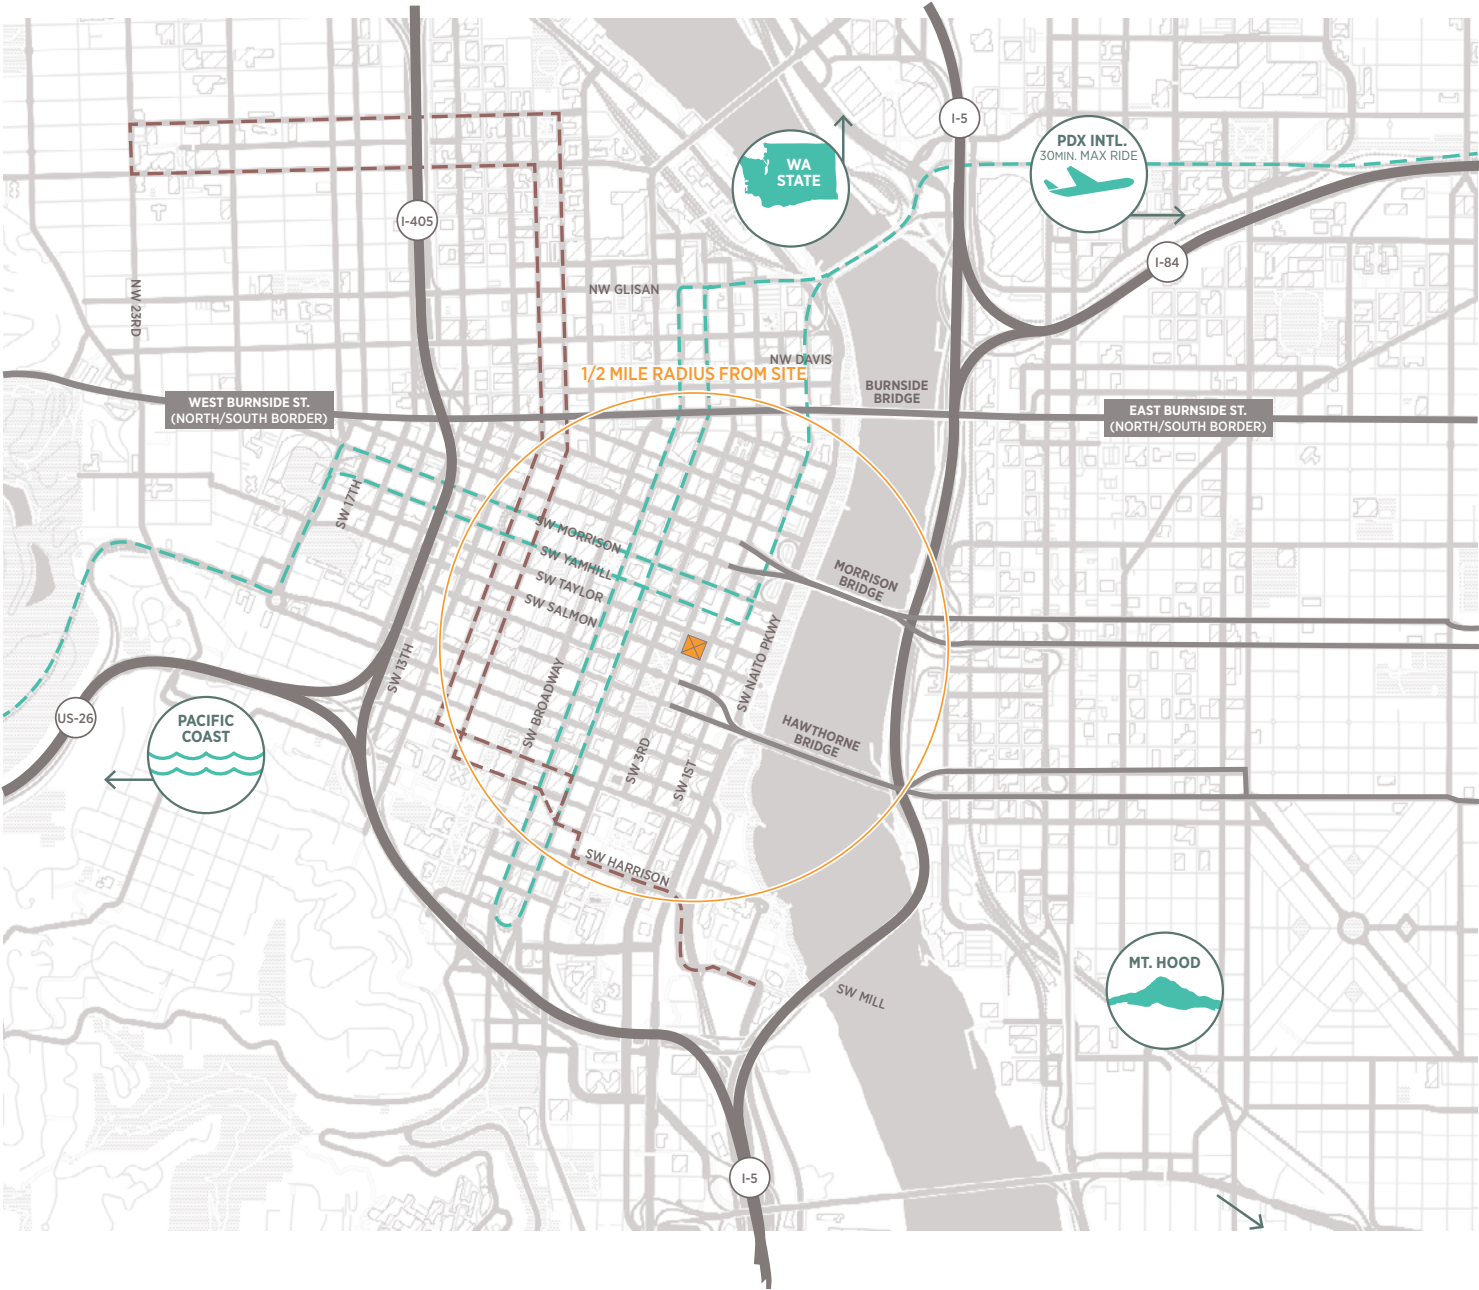 I-5
PDX INTL.
30MIN. MAX RIDE
WA
STATE
I-405
I-84
NW 23RD
NW GLISAN
NW DAVIS
1/2 MILE RADIUS FROM SITE
BURNSIDE
BRIDGE
WEST BURNSIDE ST.
(NORTH/SOUTH BORDER)
EAST BURNSIDE ST.
(NORTH/SOUTH BORDER)
SW 17TH
SW MORRISON
SW YAMHILL
SW TAYLOR
SW SALMON
MORRISON
BRIDGE
SW 13TH
SW BROADWAY
SW NAITO PKWY
US-26
PACIFIC
COAST
HAWTHORNE
BRIDGE
SW 3RD
SW 1ST
SW HARRISON
MT. HOOD
SW MILL
I-5